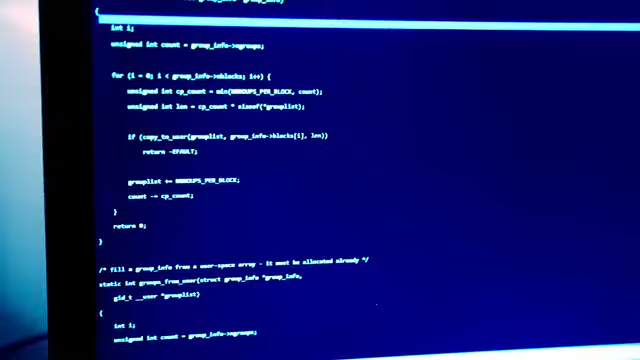 {
int i;
unsigned int count = group_info->ngroups;
for (i = 0; i < group_info->nblocks; i++) {
unsigned int cp_count = min(NGROUPS_PER_BLOCK, count);
unsigned int len = cp_count * sizeof(*grouplist);
if (copy_to_user(grouplist, group_info->blocks[i], len))
return -EFAULT;
grouplist += NGROUPS_PER_BLOCK;
count -= cp_count;
}
return 0;
}
/* fill a group_info from a user-space array - it must be allocated already */
static int groups_from_user(struct group_info *group_info,
gid_t __user *grouplist)
{
int i;
unsigned int count = group_info->ngroups;